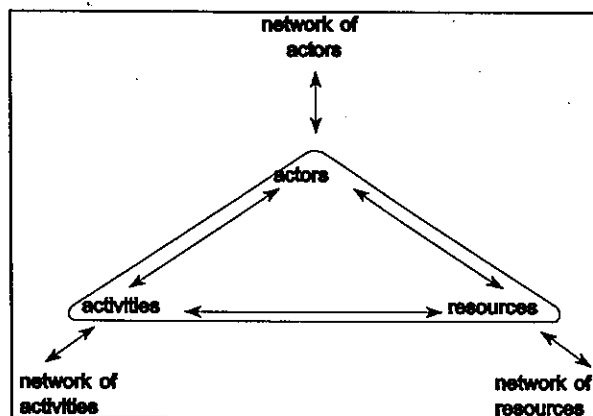 network of
actors
actors
activities
resources
network of
activities
network of
resources